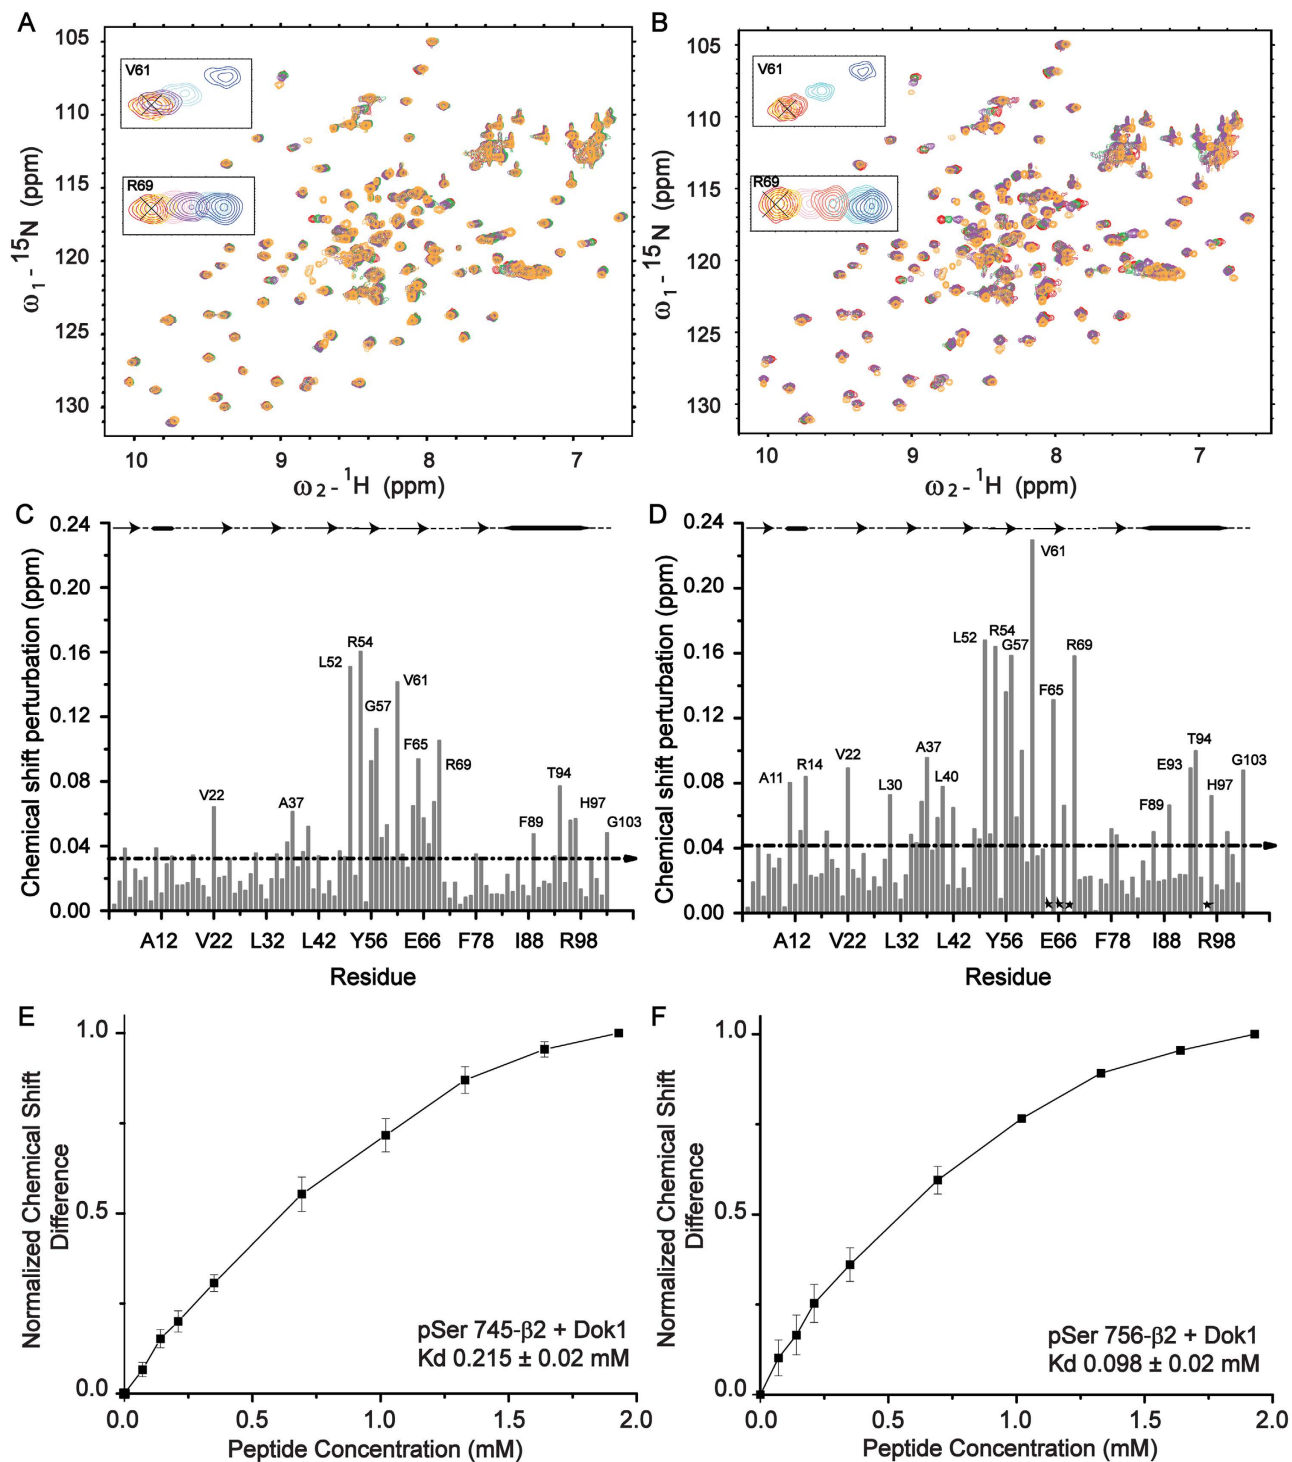 A
105
110
115
120
125
130
V61
R69
ω1 - 15N (ppm)
10
9
8
7
ω2 - 1H (ppm)
B
105
110
115
120
125
130
V61
R69
ω1 - 15N (ppm)
10
9
8
7
ω2 - 1H (ppm)
C
0.24
0.20
0.16
0.12
0.08
0.04
0.00
Chemical shift perturbation (ppm)
V22
A37
L52
R54
G57
V61
F65
R69
F89
T94
H97
G103
A12
V22
L32
L42
Y56
E66
F78
I88
R98
Residue
D
0.24
0.20
0.16
0.12
0.08
0.04
0.00
Chemical shift perturbation (ppm)
A11
R14
V22
L30
A37
L40
L52
R54
G57
V61
F65
R69
F89
E93
T94
H97
G103
A12
V22
L32
L42
Y56
E66
F78
I88
R98
Residue
E
1.0
0.5
0.0
Normalized Chemical Shift
Difference
pSer 745-β2 + Dok1
Kd 0.215 ± 0.02 mM
0.0
0.5
1.0
1.5
2.0
Peptide Concentration (mM)
F
1.0
0.5
0.0
Normalized Chemical Shift
Difference
pSer 756-β2 + Dok1
Kd 0.098 ± 0.02 mM
0.0
0.5
1.0
1.5
2.0
Peptide Concentration (mM)